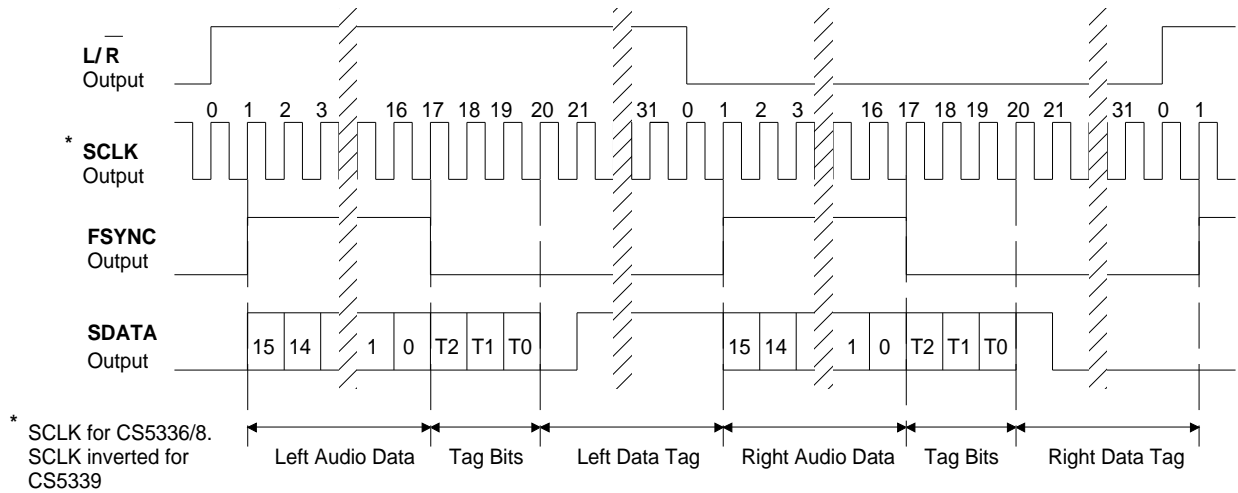 L/R̅
Output
0 1 2 3 16 17 18 19 20 21 31 0 1 2 3 16 17 18 19 20 21 31 0 1
* SCLK
Output
FSYNC
Output
SDATA
Output
15 14 1 0 T2 T1 T0 15 14 1 0 T2 T1 T0
Left Audio Data Tag Bits Left Data Tag Right Audio Data Tag Bits Right Data Tag
* SCLK for CS5336/8.
SCLK inverted for
CS5339